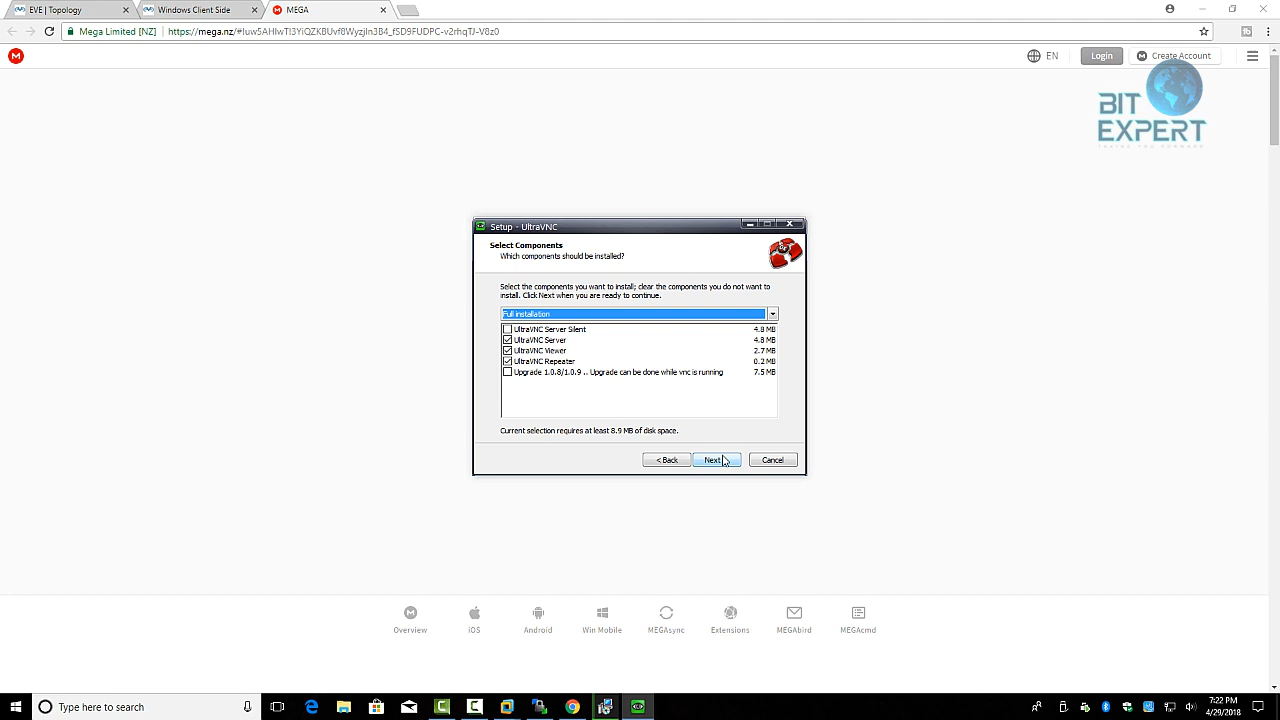 EVE | Topology
Windows Client Side
MEGA
Mega Limited [NZ]
EN
Login
Create Account
BIT
EXPERT
Setup - UltraVNC
Select Components
Which components should be installed?
Select the components you want to install; clear the components you do not want to
install. Click Next when you are ready to continue.
Full installation
UltraVNC Server Silent 4.8 MB
UltraVNC Server 4.8 MB
UltraVNC Viewer 2.7 MB
UltraVNC Repeater 0.2 MB
Upgrade 1.0.8/1.0.9 .. Upgrade can be done while vnc is running 7.5 MB
Current selection requires at least 8.9 MB of disk space.
< Back
Next
Cancel
Overview
iOS
Android
Win Mobile
MEGAsync
Extensions
MEGAbird
MEGAcmd
Type here to search
7:22 PM
4/29/2018